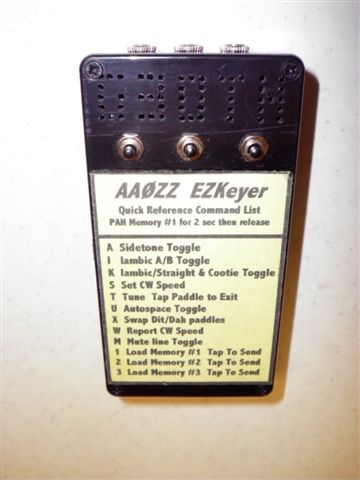 AAØZZ EZKeyer
Quick Reference Command List
PAH Memory #1 for 2 sec then release
A Sidetone Toggle
I Iambic A/B Toggle
K Iambic/Straight & Cootie Toggle
S Set CW Speed
T Tune Tap Paddle to Exit
U Autospace Toggle
X Swap Dit/Dah paddles
W Report CW Speed
M Mute line Toggle
1 Load Memory #1 Tap To Send
2 Load Memory #2 Tap To Send
3 Load Memory #3 Tap To Send